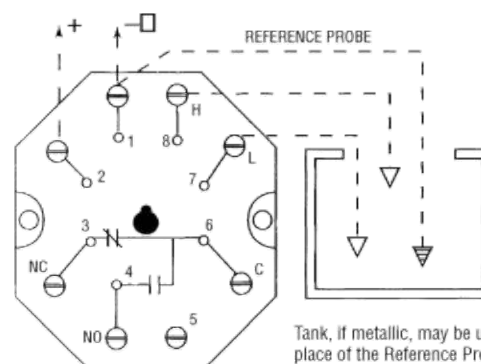 +
REFERENCE PROBE
H
1
8
L
2
7
3
6
NC
4
C
5
NO
Tank, if metallic, may be u
place of the Reference Pro